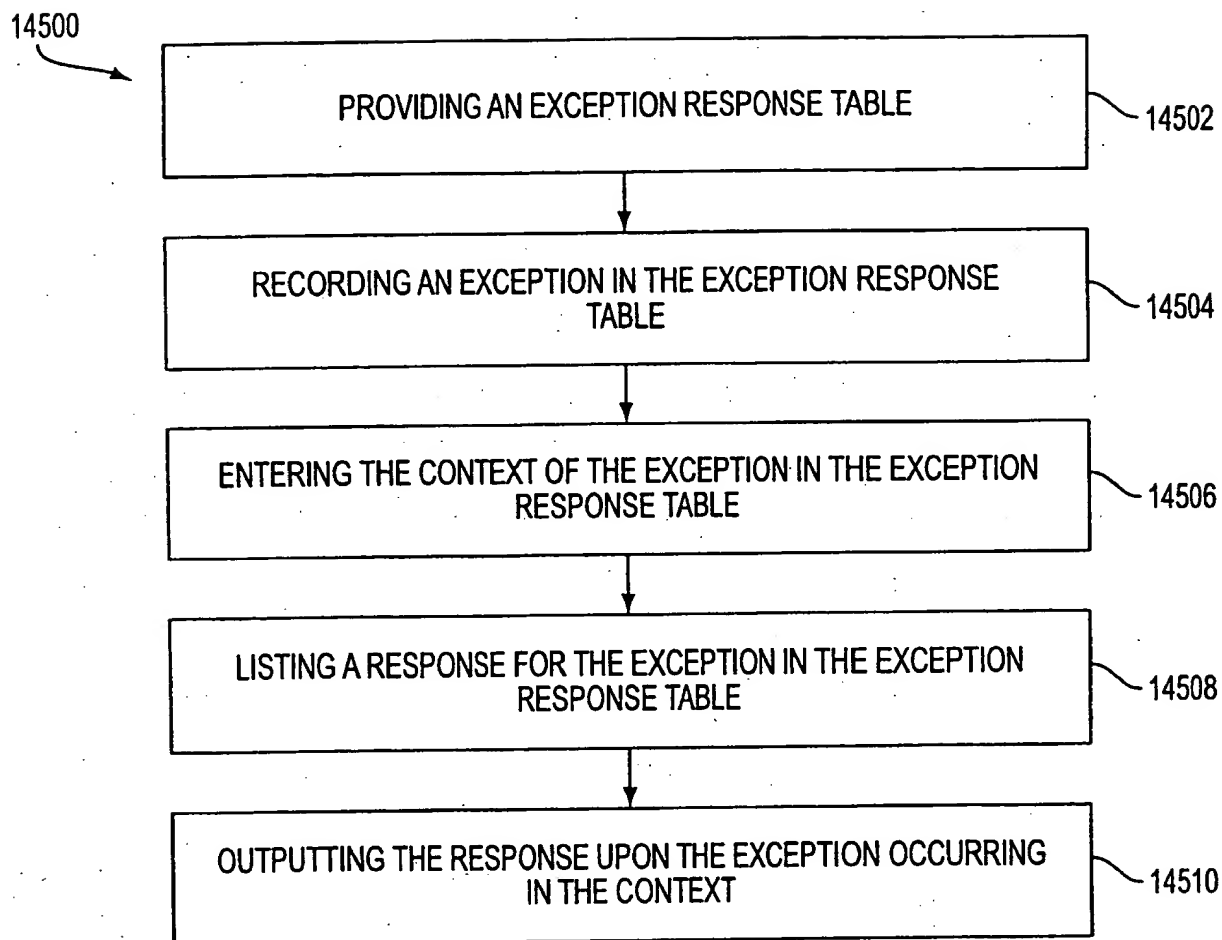 14500
PROVIDING AN EXCEPTION RESPONSE TABLE
14502
RECORDING AN EXCEPTION IN THE EXCEPTION RESPONSE
TABLE
14504
ENTERING THE CONTEXT OF THE EXCEPTION IN THE EXCEPTION
RESPONSE TABLE
14506
LISTING A RESPONSE FOR THE EXCEPTION IN THE EXCEPTION
RESPONSE TABLE
14508
OUTPUTTING THE RESPONSE UPON THE EXCEPTION OCCURRING
IN THE CONTEXT
14510